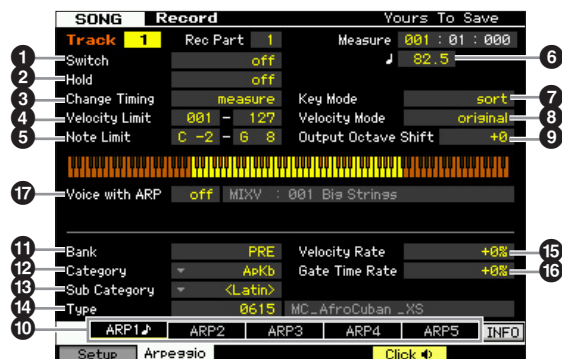 SONG Record Yours To Save
Track 1 Rec Part 1 Measure 001 : 01 : 000
1 Switch off ♩ 82.5 6
2 Hold off
3 Change Timing measure Key Mode sort 7
4 Velocity Limit 001 - 127 Velocity Mode original 8
5 Note Limit C -2 - G 8 Output Octave Shift +0 9
17 Voice with ARP off MIXV : 001 Big Strings
11 Bank PRE Velocity Rate +0% 15
12 Category ApKb Gate Time Rate +0% 16
13 Sub Category <Latin>
14 Type 0615 MC_AfroCuban _XS
10 ARP1♪ ARP2 ARP3 ARP4 ARP5 INFO
Setup Arpeggio Click